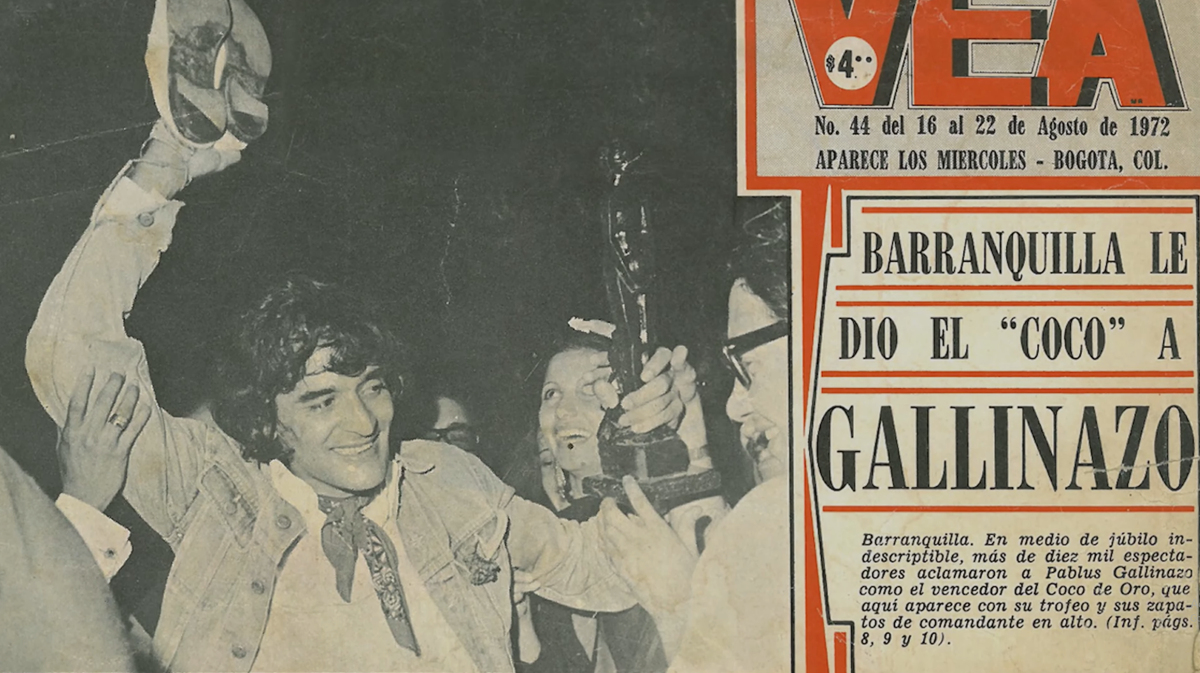 VEA
$4.00
No. 44 del 16 al 22 de Agosto de 1972
APARECE LOS MIERCOLES - BOGOTA, COL.
BARRANQUILLA LE
DIO EL “COCO” A
GALLINAZO
Barranquilla. En medio de júbilo in-
descriptible, más de diez mil especta-
dores aclamaron a Pablus Gallinazo
como el vencedor del Coco de Oro, que
aquí aparece con su trofeo y sus zapa-
tos de comandante en alto. (Inf. págs.
8, 9 y 10).